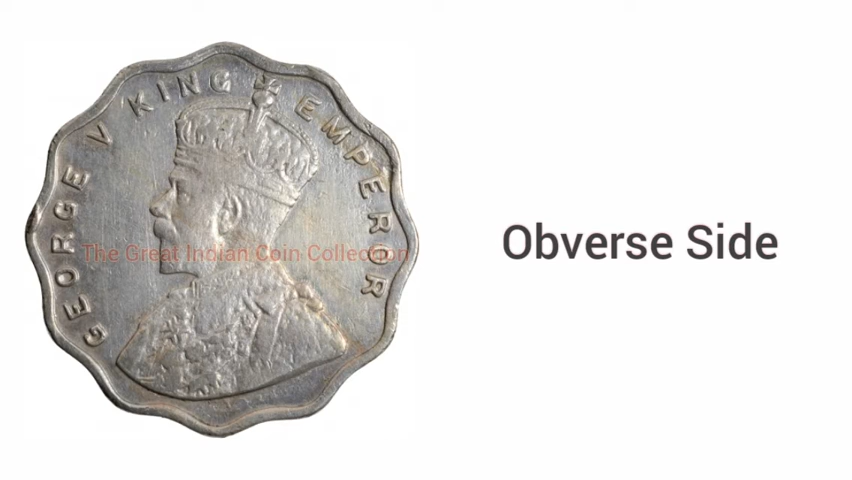 GEORGE V KING EMPEROR
The Great Indian Coin Collection
Obverse Side